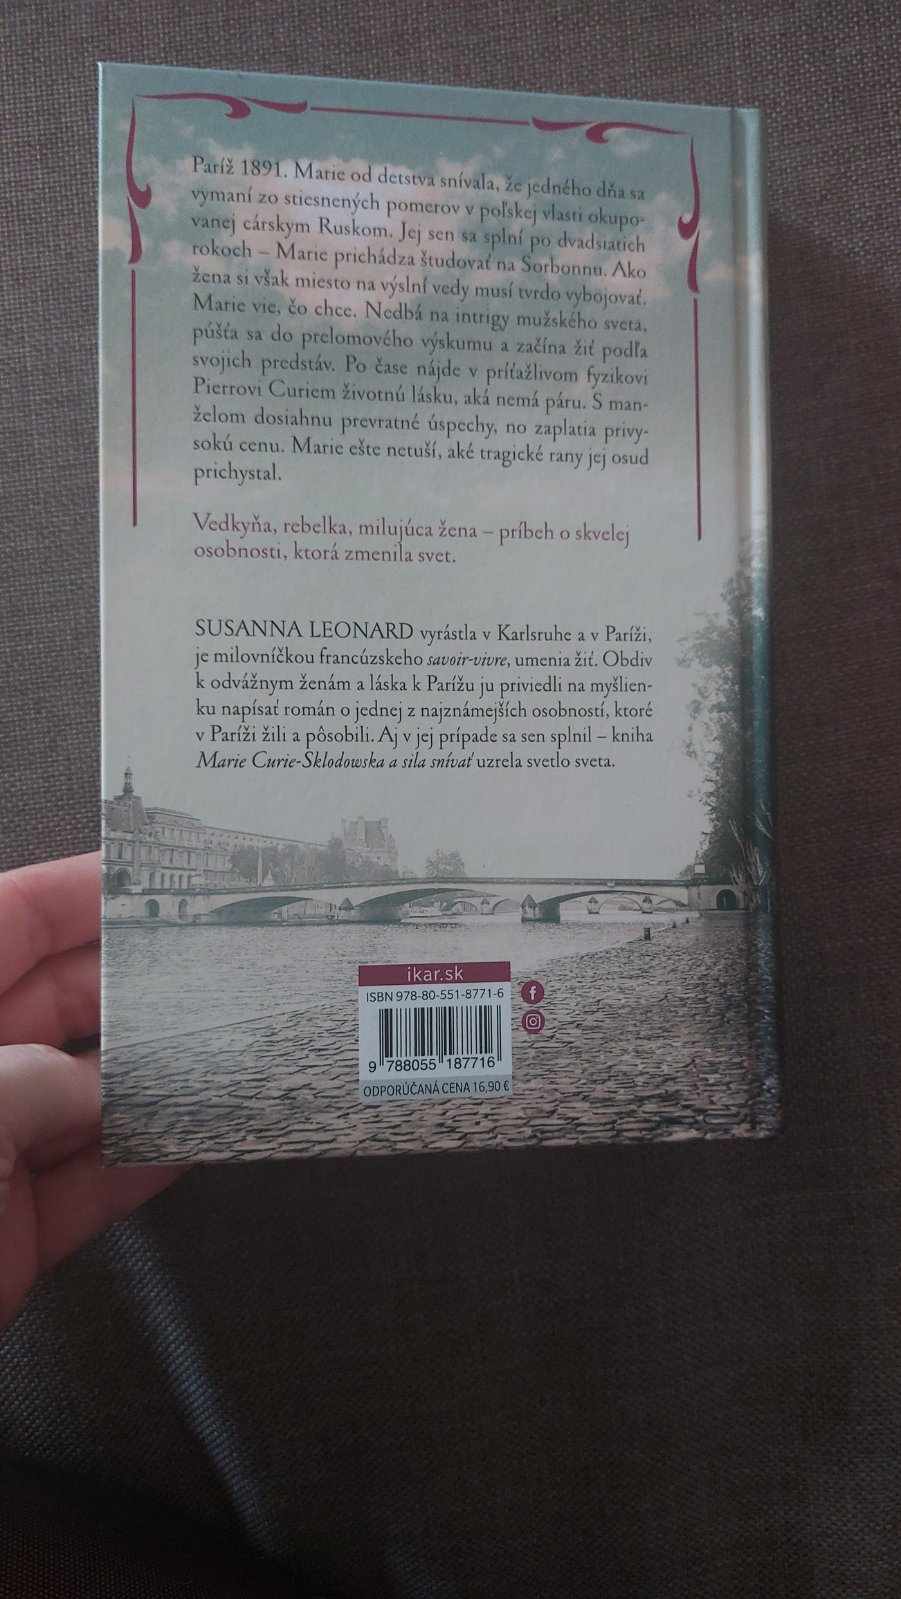 Paríž 1891. Marie od detstva snívala, že jedného dňa sa
vymaní zo stiesnených pomerov v poľskej vlasti okupo-
vanej cárskym Ruskom. Jej sen sa splní po dvadsiatich
rokoch – Marie prichádza študovať na Sorbonnu. Ako
žena si však miesto na výslní vedy musí tvrdo vybojovať.
Marie vie, čo chce. Nedbá na intrigy mužského sveta,
púšťa sa do prelomového výskumu a začína žiť podľa
svojich predstáv. Po čase nájde v príťažlivom fyzikovi
Pierrovi Curiem životnú lásku, aká nemá páru. S man-
želom dosiahnu prevratné úspechy, no zaplatia privy-
sokú cenu. Marie ešte netuší, aké tragické rany jej osud
prichystal.
Vedkyňa, rebelka, milujúca žena – príbeh o skvelej
osobnosti, ktorá zmenila svet.
SUSANNA LEONARD vyrástla v Karlsruhe a v Paríži,
je milovníčkou francúzskeho savoir-vivre, umenia žiť. Obdiv
k odvážnym ženám a láska k Parížu ju priviedli na myšlien-
ku napísať román o jednej z najznámejších osobností, ktoré
v Paríži žili a pôsobili. Aj v jej prípade sa sen splnil – kniha
Marie Curie-Sklodowska a sila snívať uzrela svetlo sveta.
ikar.sk
ISBN 978-80-551-8771-6
9 788055 187716
ODPORÚČANÁ CENA 16,90 €